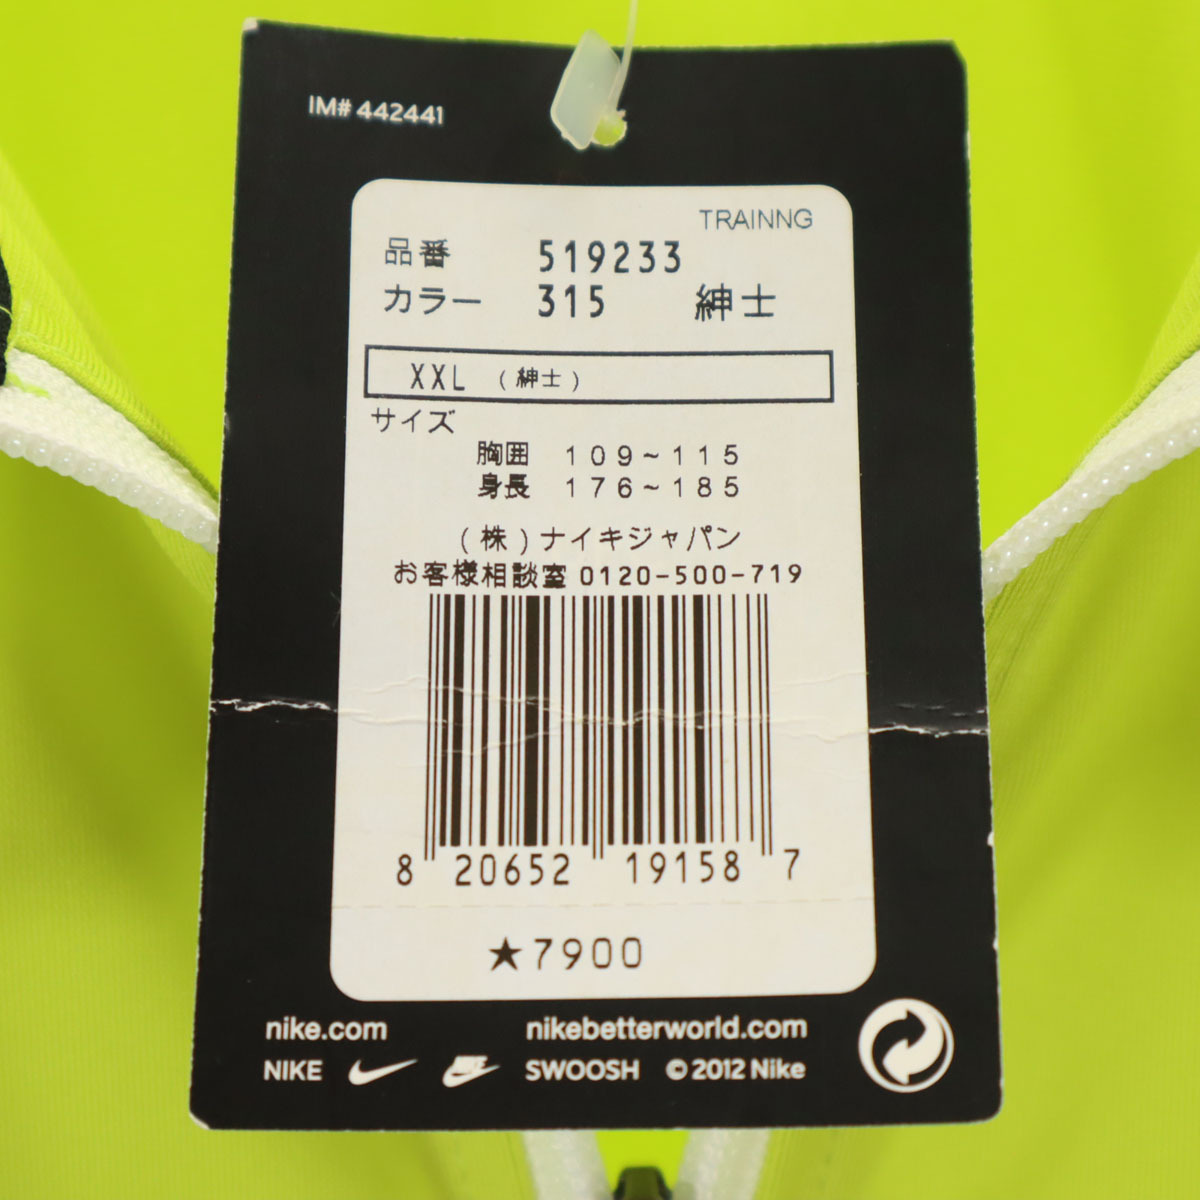 IM# 442441
TRAINNG
品番 519233
カラー 315 紳士
XXL (紳士)
サイズ
胸囲 109~115
身長 176~185
(株)ナイキジャパン
お客様相談室 0120-500-719
8 20652 19158 7
★7900
nike.com nikebetterworld.com
NIKE SWOOSH © 2012 Nike